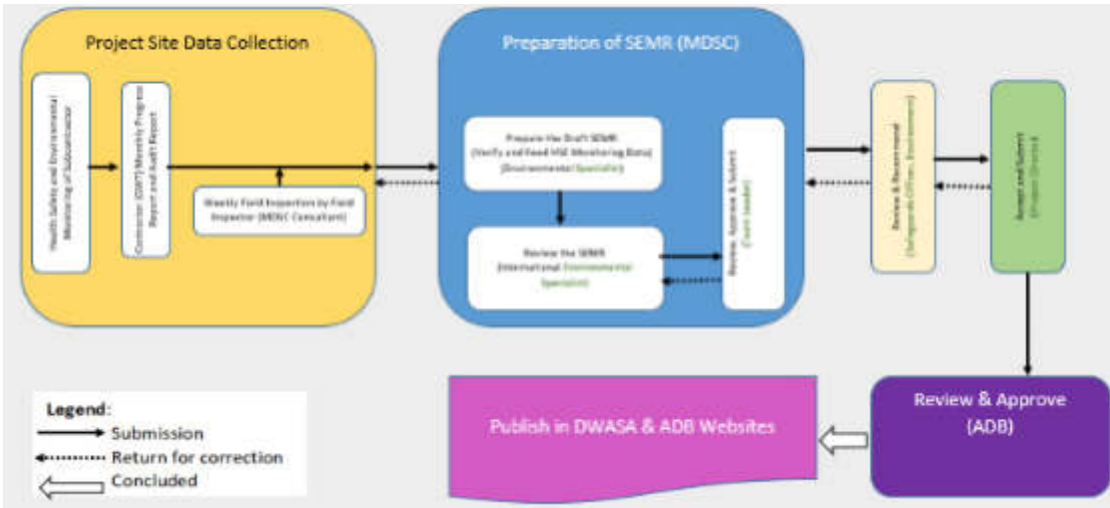 Project Site Data Collection
Health Safety and Environmental
Monitoring of Subcontractor
Contractor (GWT) Monthly Progress
Report and Audit Report
Weekly Field Inspection by Field
Inspector (MDSC Consultant)
Preparation of SEMR (MDSC)
Prepare the Draft SEMR
(Verify and Feed HSE Monitoring Data)
(Environmental Specialist)
Review the SEMR
(International Environmental
Specialist)
Review, Approve & Submit
(Team Leader)
Review & Recommend
(Safeguards Officer, Environment)
Accept and Submit
(Project Director)
Review & Approve
(ADB)
Publish in DWASA & ADB Websites
Legend:
Submission
Return for correction
Concluded